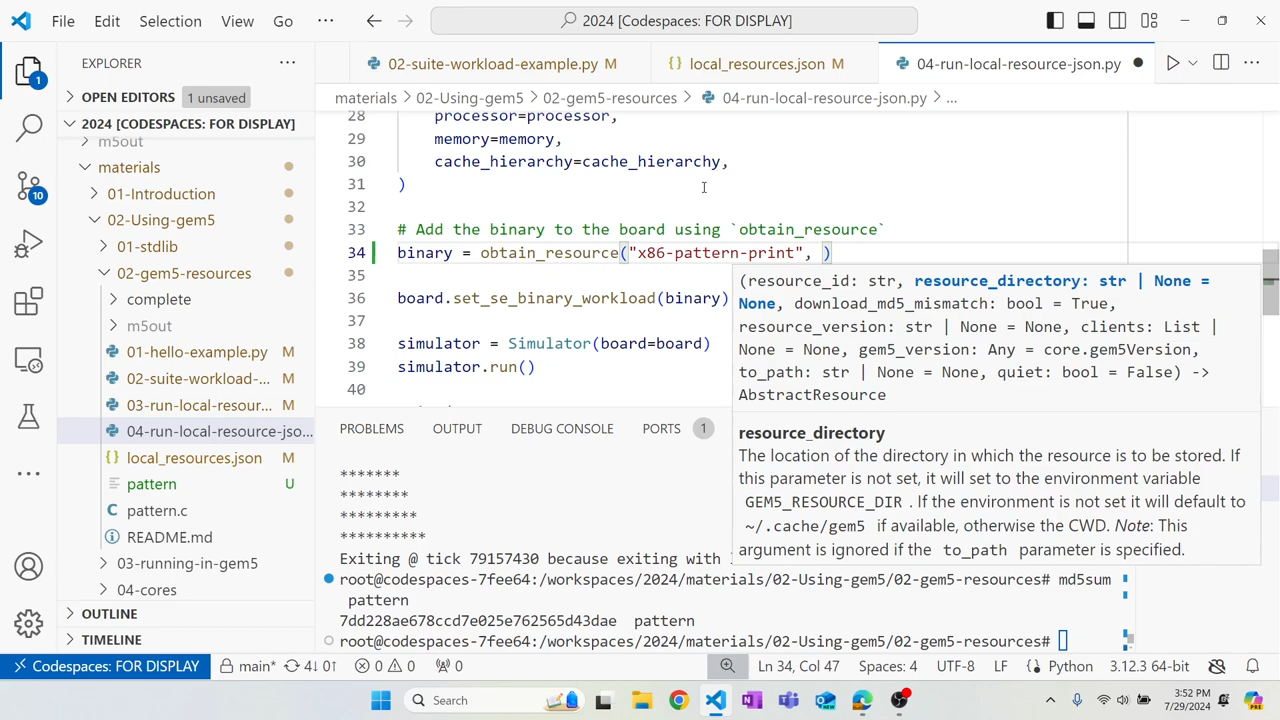 File Edit Selection View Go ··· 2024 [Codespaces: FOR DISPLAY]
EXPLORER ···
1
10
OPEN EDITORS 1 unsaved
2024 [CODESPACES: FOR DISPLAY]
m5out
materials
01-Introduction
02-Using-gem5
01-stdlib
02-gem5-resources
complete
m5out
01-hello-example.py M
02-suite-workload-... M
03-run-local-resour... M
04-run-local-resource-jso...
local_resources.json M
pattern U
pattern.c
README.md
03-running-in-gem5
04-cores
OUTLINE
TIMELINE
02-suite-workload-example.py M local_resources.json M 04-run-local-resource-json.py
materials > 02-Using-gem5 > 02-gem5-resources > 04-run-local-resource-json.py > ...
28 processor=processor,
29 memory=memory,
30 cache_hierarchy=cache_hierarchy,
31 )
32
33 # Add the binary to the board using `obtain_resource`
34 binary = obtain_resource("x86-pattern-print", )
35
36 board.set_se_binary_workload(binary)
37
38 simulator = Simulator(board=board)
39 simulator.run()
40
(resource_id: str, resource_directory: str | None =
None, download_md5_mismatch: bool = True,
resource_version: str | None = None, clients: List |
None = None, gem5_version: Any = core.gem5Version,
to_path: str | None = None, quiet: bool = False) ->
AbstractResource
resource_directory
The location of the directory in which the resource is to be stored. If
this parameter is not set, it will set to the environment variable
GEM5_RESOURCE_DIR . If the environment is not set it will default to
~/.cache/gem5 if available, otherwise the CWD. Note: This
argument is ignored if the to_path parameter is specified.
PROBLEMS OUTPUT DEBUG CONSOLE PORTS 1
*******
********
*********
**********
Exiting @ tick 79157430 because exiting with
root@codespaces-7fee64:/workspaces/2024/materials/02-Using-gem5/02-gem5-resources# md5sum
pattern
7dd228ae678ccd7e025e762565d43dae pattern
root@codespaces-7fee64:/workspaces/2024/materials/02-Using-gem5/02-gem5-resources#
Codespaces: FOR DISPLAY main* 4↓ 0↑ 0 0 0 Ln 34, Col 47 Spaces: 4 UTF-8 LF Python 3.12.3 64-bit
Search
3:52 PM
7/29/2024